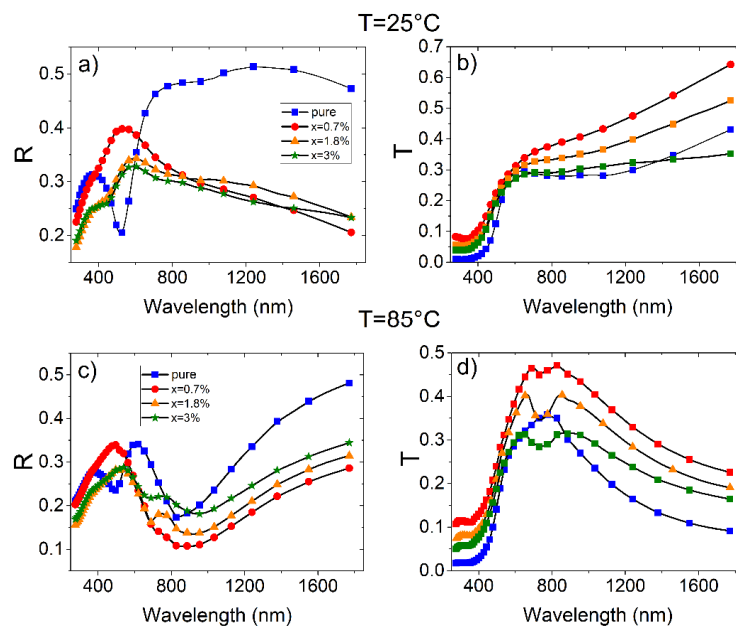 T=25°C
a)
R
0.5
0.4
0.3
0.2
400 800 1200 1600
Wavelength (nm)
pure
x=0.7%
x=1.8%
x=3%
b)
T
0.7
0.6
0.5
0.4
0.3
0.2
0.1
0.0
400 800 1240 1600
Wavelength (nm)
T=85°C
c)
R
0.5
0.4
0.3
0.2
0.1
400 800 1200 1600
Wavelength (nm)
pure
x=0.7%
x=1.8%
x=3%
d)
T
0.5
0.4
0.3
0.2
0.1
0.0
400 800 1200 1600
Wavelength (nm)